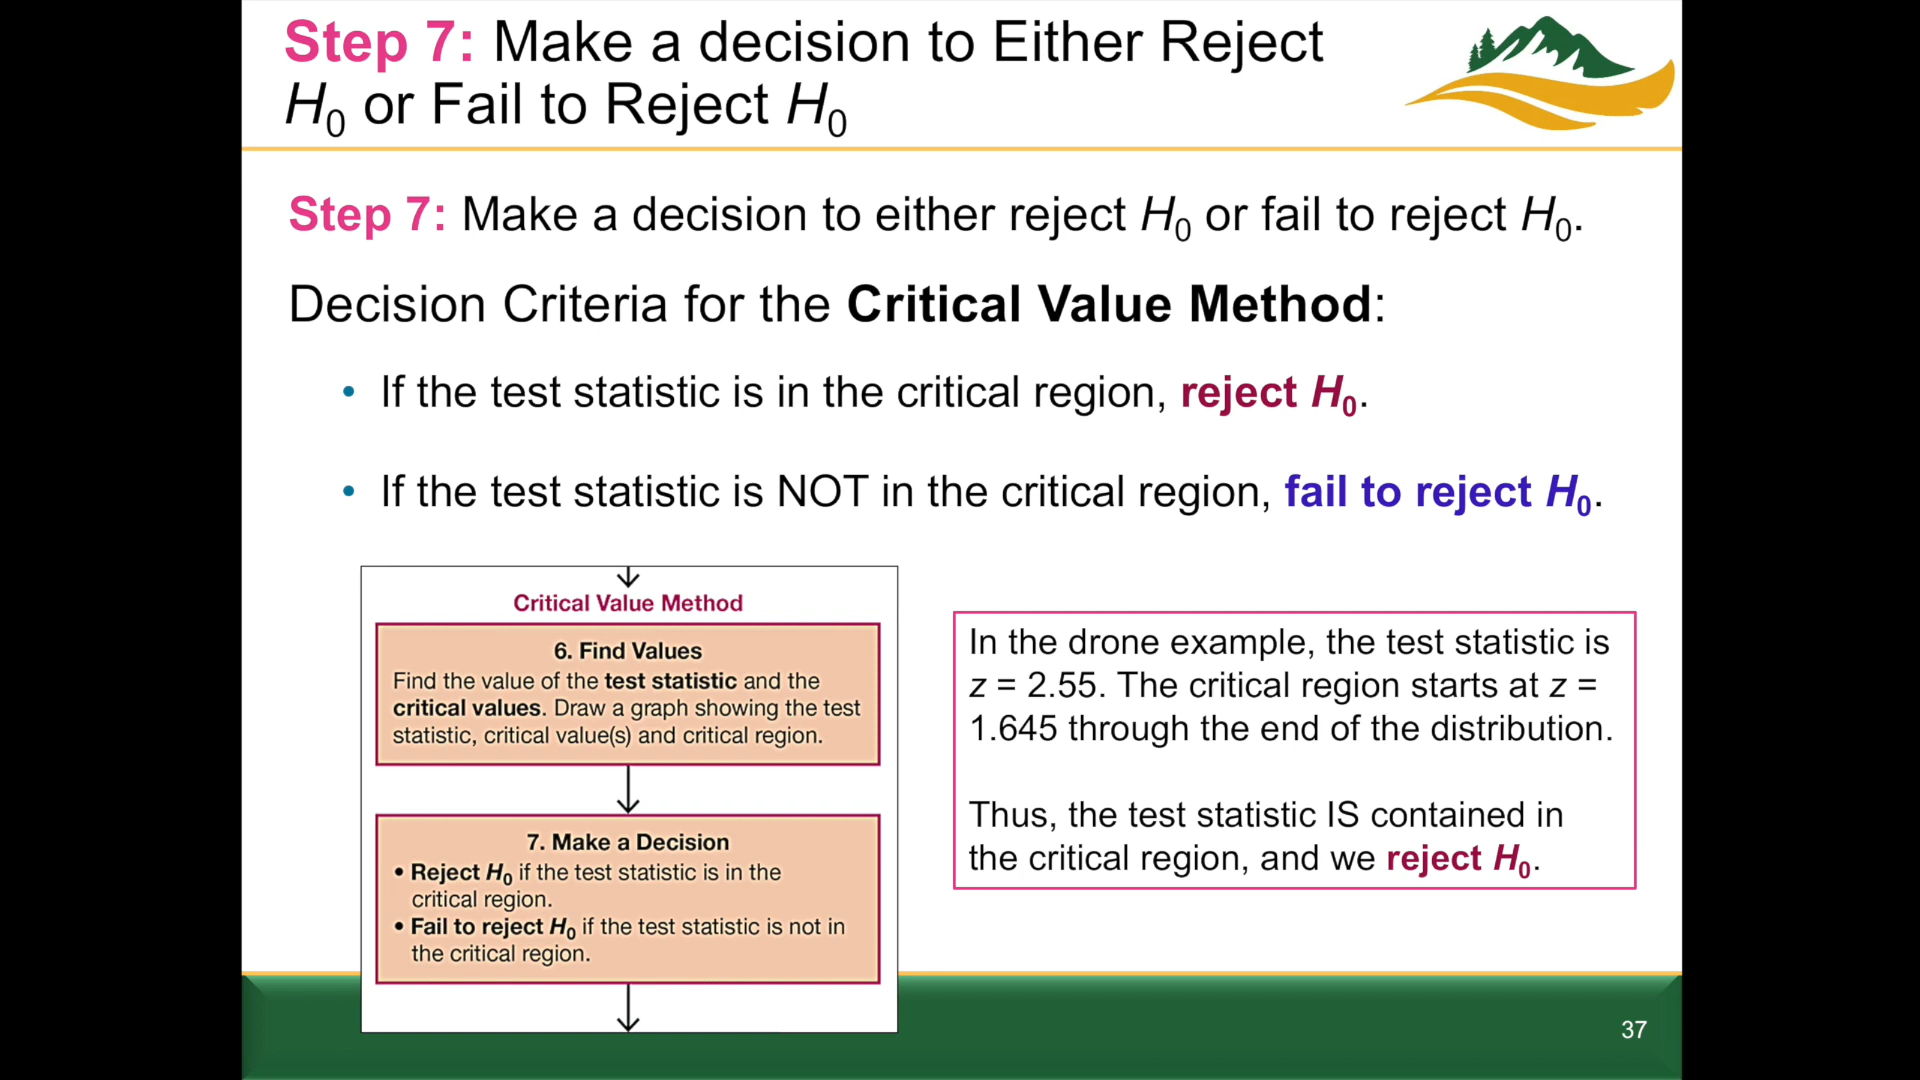 Step 7: Make a decision to Either Reject
H₀ or Fail to Reject H₀
Step 7: Make a decision to either reject H₀ or fail to reject H₀.
Decision Criteria for the Critical Value Method:
• If the test statistic is in the critical region, reject H₀.
• If the test statistic is NOT in the critical region, fail to reject H₀.
Critical Value Method
6. Find Values
Find the value of the test statistic and the
critical values. Draw a graph showing the test
statistic, critical value(s) and critical region.
7. Make a Decision
• Reject H₀ if the test statistic is in the
critical region.
• Fail to reject H₀ if the test statistic is not in
the critical region.
In the drone example, the test statistic is
z = 2.55. The critical region starts at z =
1.645 through the end of the distribution.
Thus, the test statistic IS contained in
the critical region, and we reject H₀.
37